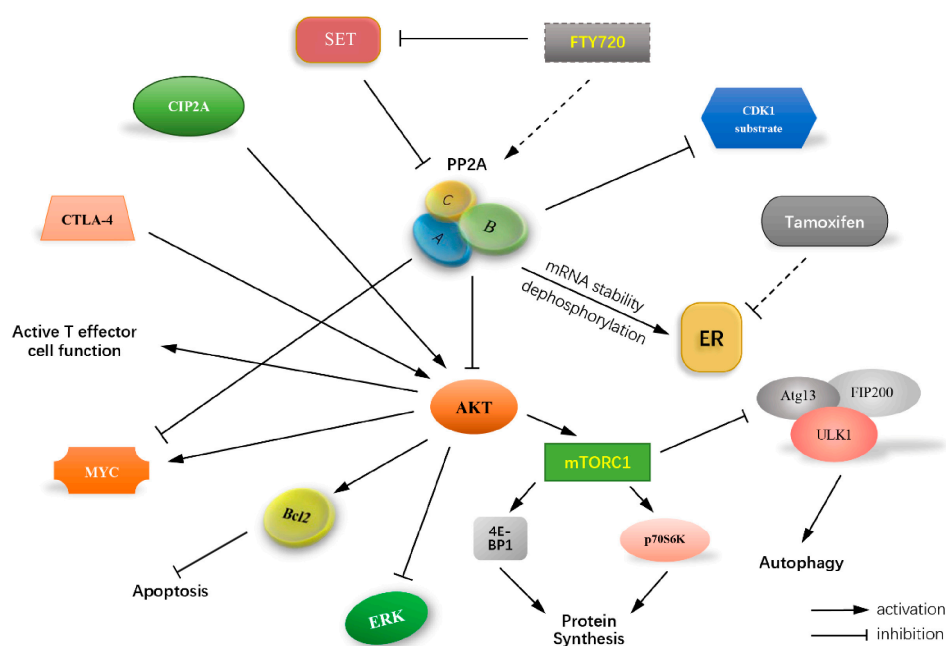 SET
FTY720
CIP2A
CDK1
substrate
PP2A
C
A
B
CTLA-4
Tamoxifen
mRNA stability
dephosphorylation
Active T effector
cell function
ER
AKT
Atg13
FIP200
ULK1
MYC
mTORC1
Bcl2
4E-
BP1
p70S6K
Autophagy
Apoptosis
ERK
Protein
Synthesis
activation
inhibition